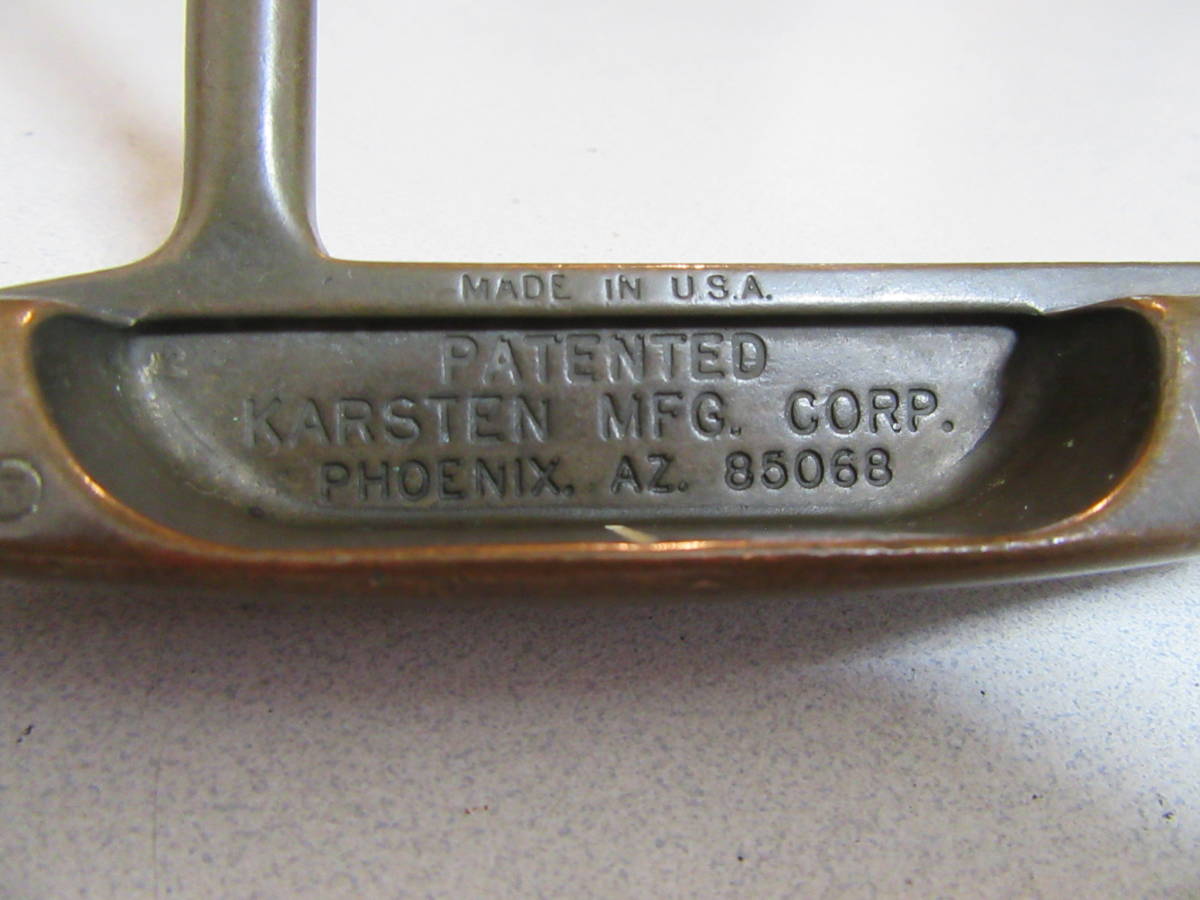 MADE IN U.S.A.
PATENTED
KARSTEN MFG. CORP.
PHOENIX, AZ. 85068